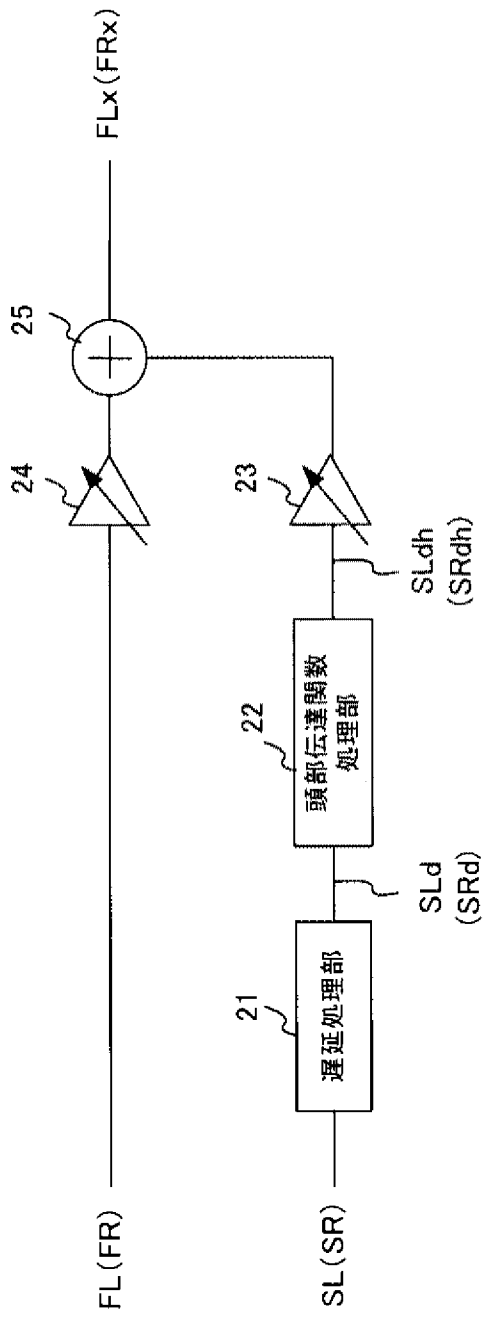 FL(FR)
24
25
FLx(FRx)
SL(SR)
21
遅延処理部
SLd
(SRd)
22
頭部伝達関数
処理部
SLdh
(SRdh)
23